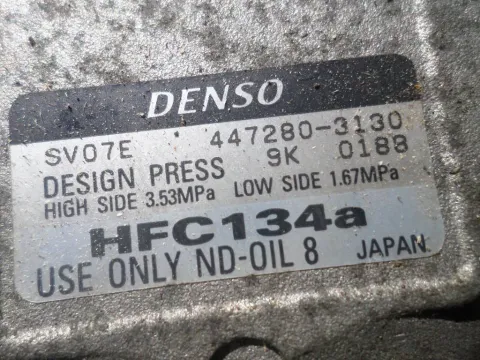 DENSO
SV07E 447280-3130
DESIGN PRESS 9K 0188
HIGH SIDE 3.53MPa LOW SIDE 1.67MPa
HFC134a
USE ONLY ND-OIL 8 JAPAN